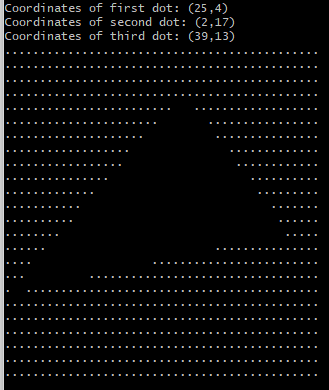 Coordinates of first dot: (25,4)
Coordinates of second dot: (2,17)
Coordinates of third dot: (39,13)